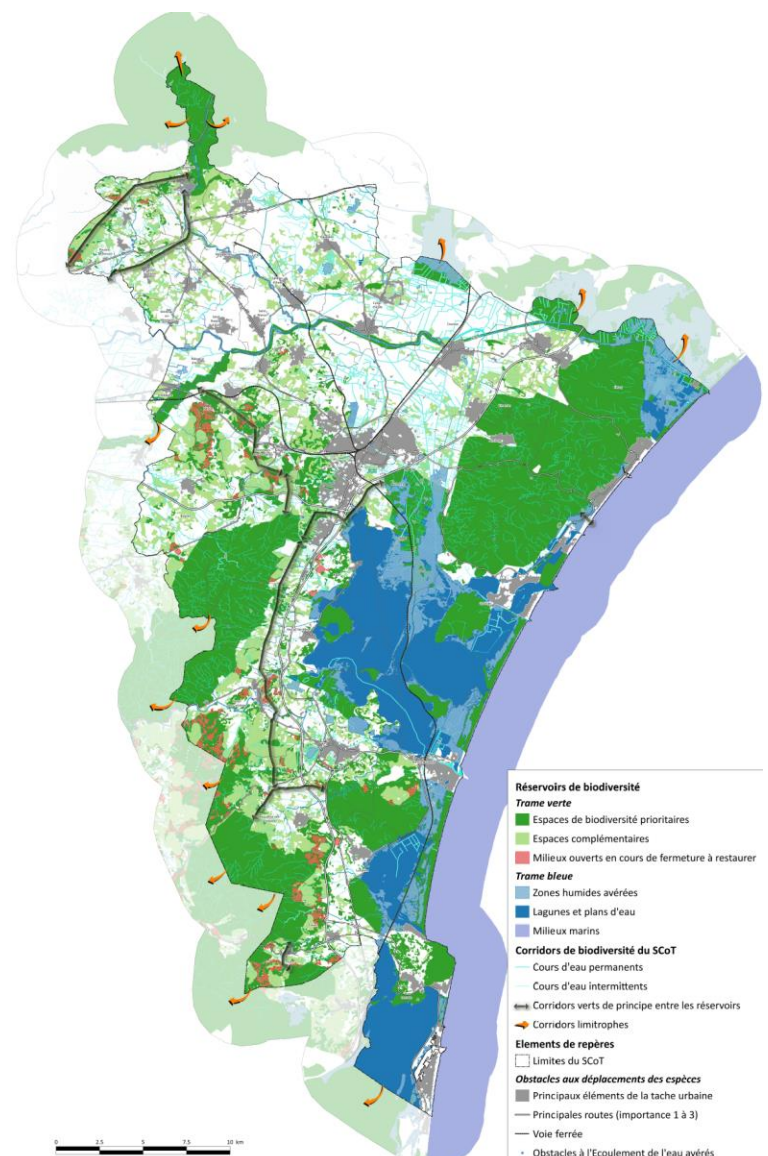 Réservoirs de biodiversité
Trame verte
Espaces de biodiversité prioritaires
Espaces complémentaires
Milieux ouverts en cours de fermeture à restaurer
Trame bleue
Zones humides avérées
Lagunes et plans d'eau
Milieux marins
Corridors de biodiversité du SCoT
Cours d'eau permanents
Cours d'eau intermittents
Corridors verts de principe entre les réservoirs
Corridors limitrophes
Elements de repères
Limites du SCoT
Obstacles aux déplacements des espèces
Principaux éléments de la tache urbaine
Principales routes (importance 1 à 3)
Voie ferrée
Obstacles à l'Ecoulement de l'eau avérés
0 2.5 5 7.5 10 km